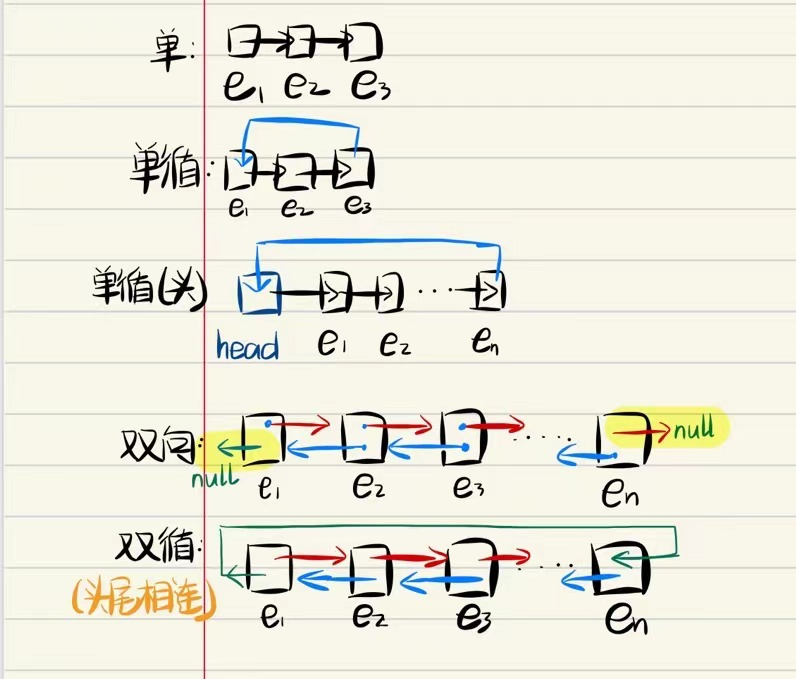 单:
e1 e2 e3
单循:
e1 e2 e3
单循(头)
head e1 e2 ··· en
双向:
null null
e1 e2 e3 ····· en
双循:
(头尾相连)
e1 e2 e3 ····· en